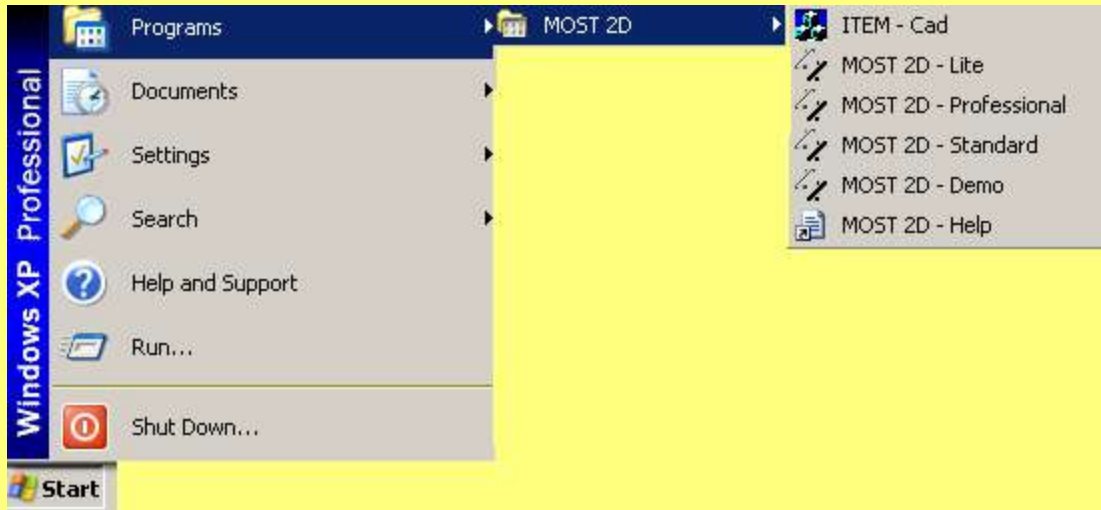 Windows XP Professional
Programs
Documents
Settings
Search
Help and Support
Run...
Shut Down...
Start
MOST 2D
ITEM - Cad
MOST 2D - Lite
MOST 2D - Professional
MOST 2D - Standard
MOST 2D - Demo
MOST 2D - Help